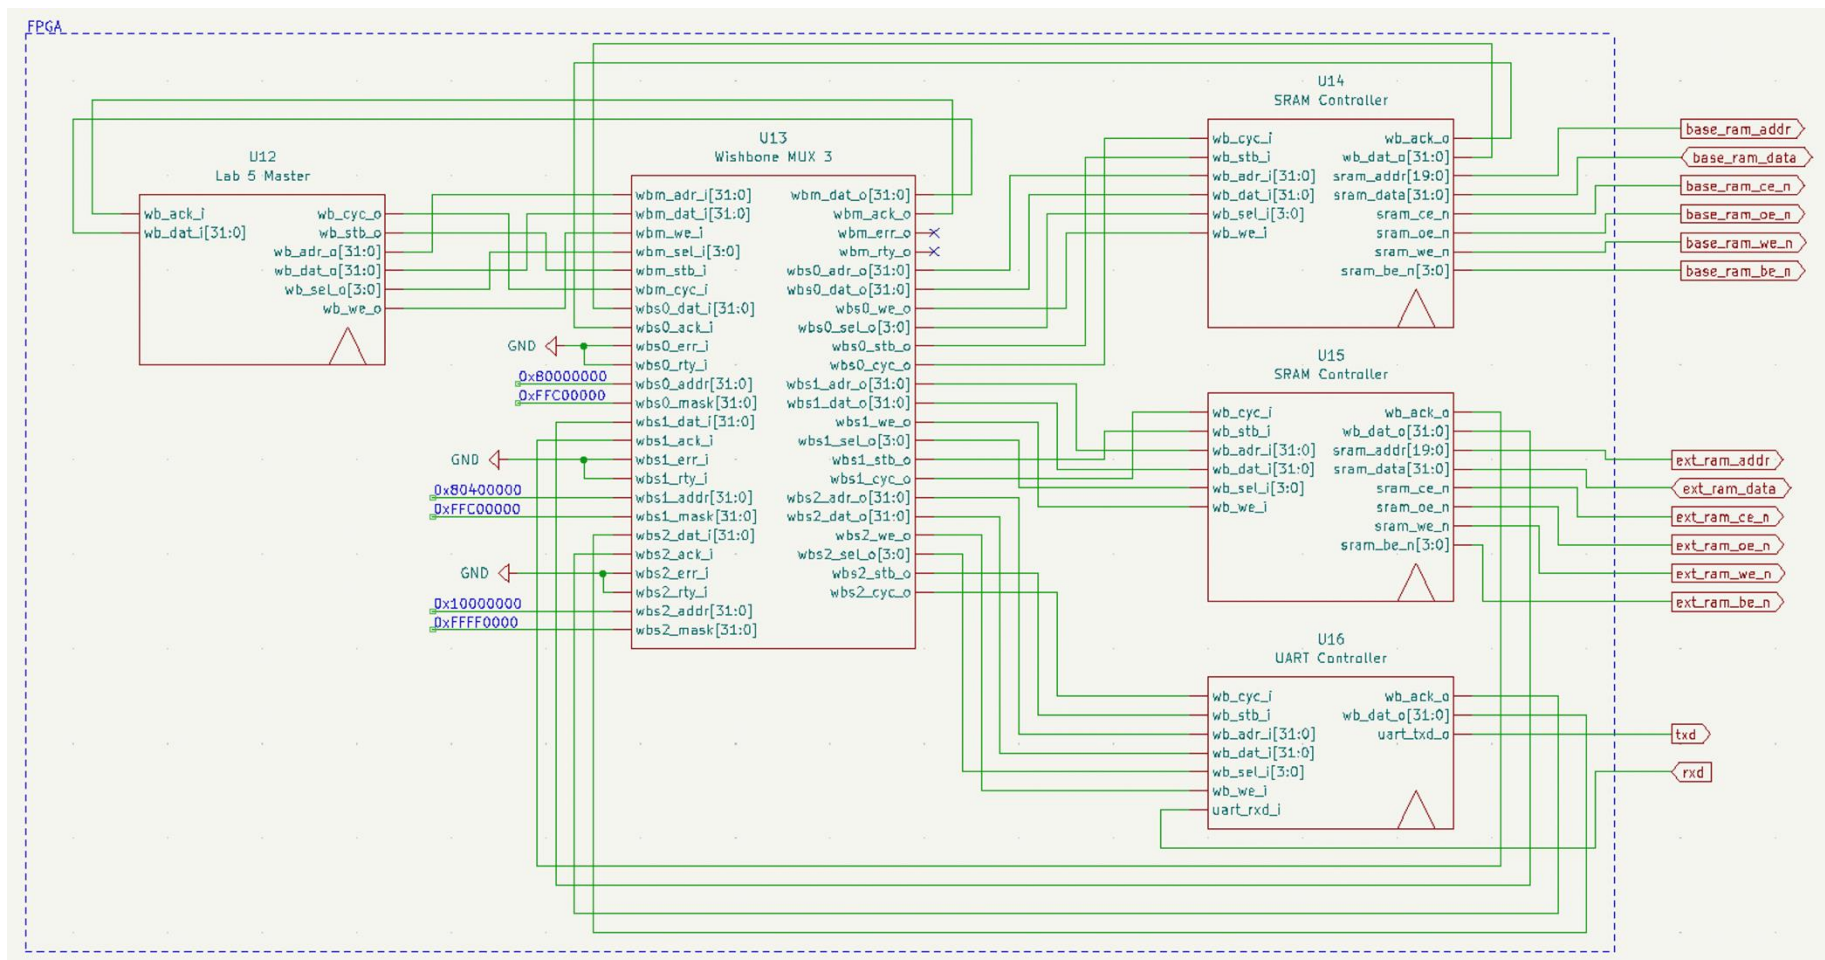 FPGA
U12
Lab 5 Master
wb_ack_i
wb_dat_i[31:0]
wb_cyc_o
wb_stb_o
wb_adr_o[31:0]
wb_dat_o[31:0]
wb_sel_o[3:0]
wb_we_o
U13
Wishbone MUX 3
wbm_adr_i[31:0]
wbm_dat_i[31:0]
wbm_we_i
wbm_sel_i[3:0]
wbm_stb_i
wbm_cyc_i
wbs0_dat_i[31:0]
wbs0_ack_i
GND
wbs0_err_i
wbs0_rty_i
0x80000000
wbs0_addr[31:0]
0xFFC00000
wbs0_mask[31:0]
wbs1_dat_i[31:0]
wbs1_ack_i
GND
wbs1_err_i
wbs1_rty_i
0x80400000
wbs1_addr[31:0]
0xFFC00000
wbs1_mask[31:0]
wbs2_dat_i[31:0]
wbs2_ack_i
GND
wbs2_err_i
wbs2_rty_i
0x10000000
wbs2_addr[31:0]
0xFFFF0000
wbs2_mask[31:0]
wbm_dat_o[31:0]
wbm_ack_o
wbm_err_o
wbm_rty_o
wbs0_adr_o[31:0]
wbs0_dat_o[31:0]
wbs0_we_o
wbs0_sel_o[3:0]
wbs0_stb_o
wbs0_cyc_o
wbs1_adr_o[31:0]
wbs1_dat_o[31:0]
wbs1_we_o
wbs1_sel_o[3:0]
wbs1_stb_o
wbs1_cyc_o
wbs2_adr_o[31:0]
wbs2_dat_o[31:0]
wbs2_we_o
wbs2_sel_o[3:0]
wbs2_stb_o
wbs2_cyc_o
U14
SRAM Controller
wb_cyc_i
wb_stb_i
wb_adr_i[31:0]
wb_dat_i[31:0]
wb_sel_i[3:0]
wb_we_i
wb_ack_o
wb_dat_o[31:0]
sram_addr[19:0]
sram_data[31:0]
sram_ce_n
sram_oe_n
sram_we_n
sram_be_n[3:0]
base_ram_addr
base_ram_data
base_ram_ce_n
base_ram_oe_n
base_ram_we_n
base_ram_be_n
U15
SRAM Controller
wb_cyc_i
wb_stb_i
wb_adr_i[31:0]
wb_dat_i[31:0]
wb_sel_i[3:0]
wb_we_i
wb_ack_o
wb_dat_o[31:0]
sram_addr[19:0]
sram_data[31:0]
sram_ce_n
sram_oe_n
sram_we_n
sram_be_n[3:0]
ext_ram_addr
ext_ram_data
ext_ram_ce_n
ext_ram_oe_n
ext_ram_we_n
ext_ram_be_n
U16
UART Controller
wb_cyc_i
wb_stb_i
wb_adr_i[31:0]
wb_dat_i[31:0]
wb_sel_i[3:0]
wb_we_i
uart_rxd_i
wb_ack_o
wb_dat_o[31:0]
uart_txd_o
txd
rxd